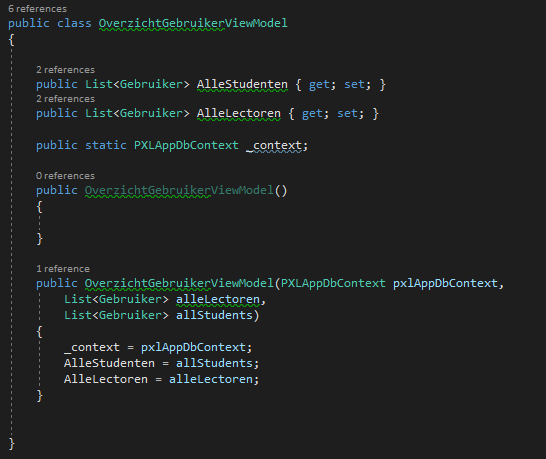 6 references
public class OverzichtGebruikerViewModel
{
2 references
public List<Gebruiker> AlleStudenten { get; set; }
2 references
public List<Gebruiker> AlleLectoren { get; set; }
public static PXLAppDbContext _context;
0 references
public OverzichtGebruikerViewModel()
{
}
1 reference
public OverzichtGebruikerViewModel(PXLAppDbContext pxlAppDbContext,
List<Gebruiker> alleLectoren,
List<Gebruiker> allStudents)
{
_context = pxlAppDbContext;
AlleStudenten = allStudents;
AlleLectoren = alleLectoren;
}
}